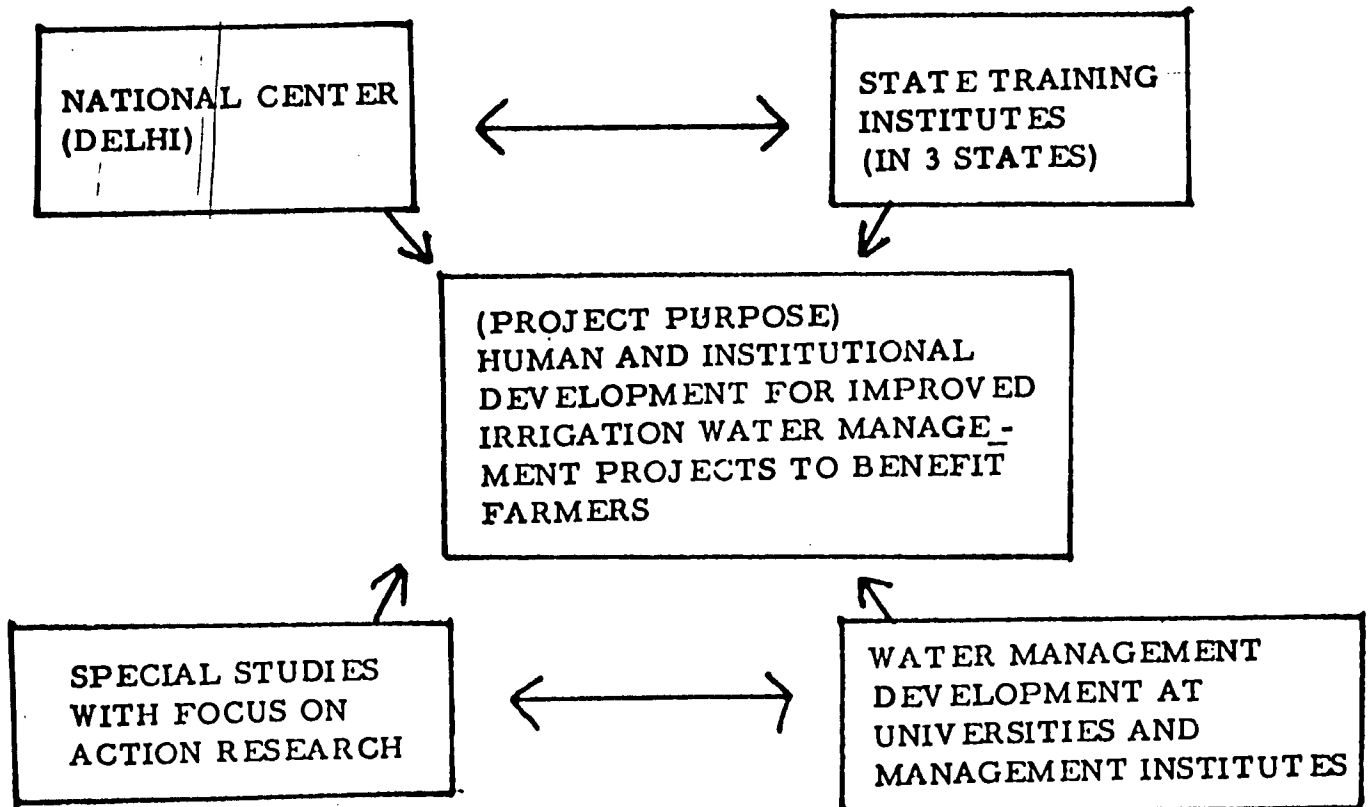 NATIONAL CENTER
(DELHI)
STATE TRAINING
INSTITUTES
(IN 3 STATES)
(PROJECT PURPOSE)
HUMAN AND INSTITUTIONAL
DEVELOPMENT FOR IMPROVED
IRRIGATION WATER MANAGE-
MENT PROJECTS TO BENEFIT
FARMERS
SPECIAL STUDIES
WITH FOCUS ON
ACTION RESEARCH
WATER MANAGEMENT
DEVELOPMENT AT
UNIVERSITIES AND
MANAGEMENT INSTITUTES